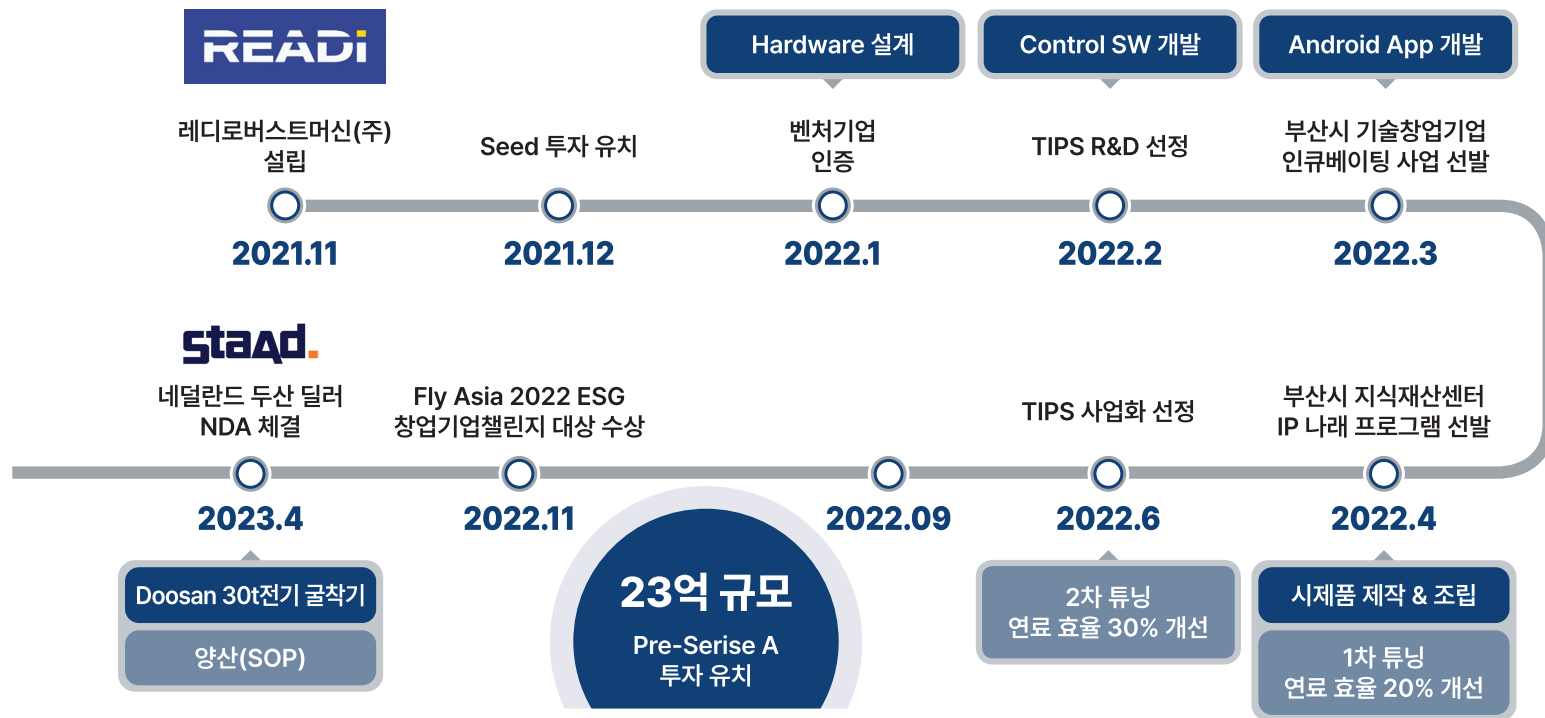 READi
Hardware 설계
Control SW 개발
Android App 개발
레디로버스트머신(주)
설립
Seed 투자 유치
벤처기업
인증
TIPS R&D 선정
부산시 기술창업기업
인큐베이팅 사업 선발
2021.11
2021.12
2022.1
2022.2
2022.3
staad.
네덜란드 두산 딜러
NDA 체결
Fly Asia 2022 ESG
창업기업챌린지 대상 수상
TIPS 사업화 선정
부산시 지식재산센터
IP 나래 프로그램 선발
2023.4
2022.11
2022.09
2022.6
2022.4
Doosan 30t전기 굴착기
양산(SOP)
23억 규모
Pre-Serise A
투자 유치
2차 튜닝
연료 효율 30% 개선
시제품 제작 & 조립
1차 튜닝
연료 효율 20% 개선